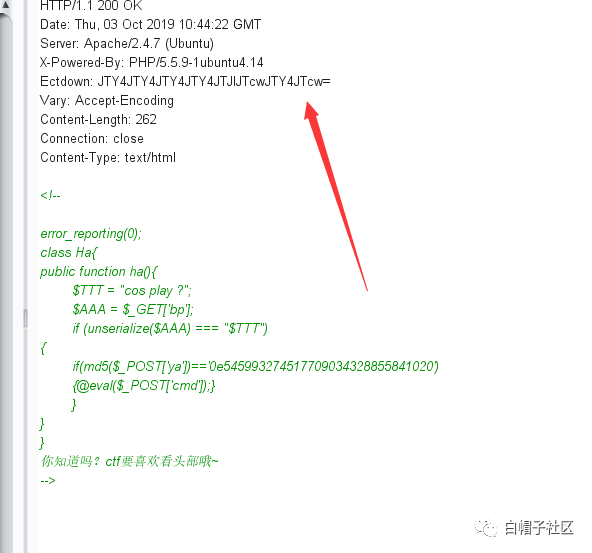 HTTP/1.1 200 OK
Date: Thu, 03 Oct 2019 10:44:22 GMT
Server: Apache/2.4.7 (Ubuntu)
X-Powered-By: PHP/5.5.9-1ubuntu4.14
Ectdown: JTY4JTY4JTY4JTY4JTJlJTcwJTY4JTcw=
Vary: Accept-Encoding
Content-Length: 262
Connection: close
Content-Type: text/html
<!--
error_reporting(0);
class Ha{
public function ha(){
$TTT = "cos play ?";
$AAA = $_GET['bp'];
if (unserialize($AAA) === "$TTT")
{
if(md5($_POST['ya'])=='0e545993274517709034328855841020')
{@eval($_POST['cmd']);}
}
}
}
你知道吗？ctf要喜欢看头部哦~
-->
白帽子社区